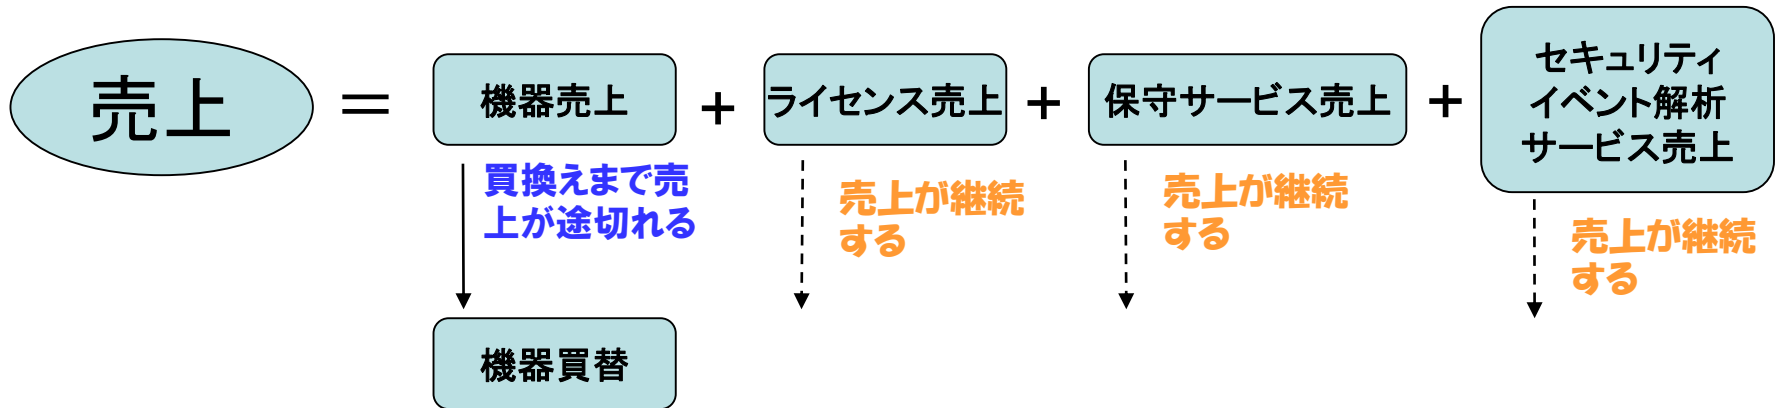 売上
＝
機器売上
+
ライセンス売上
+
保守サービス売上
+
セキュリティ
イベント解析
サービス売上
買換えまで売
上が途切れる
売上が継続
する
売上が継続
する
売上が継続
する
機器買替